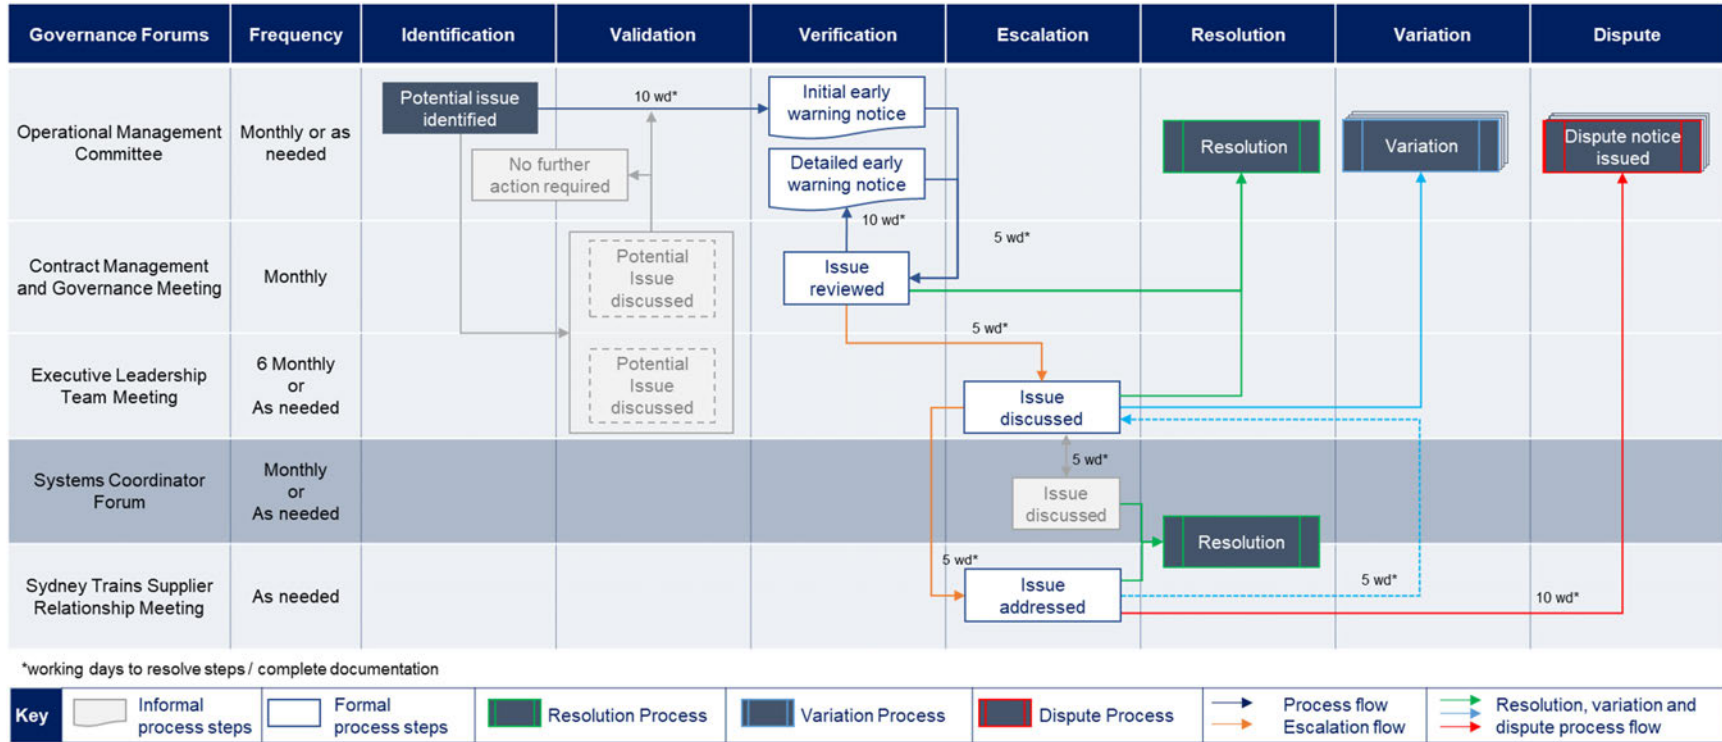 Governance Forums
Frequency
Identification
Validation
Verification
Escalation
Resolution
Variation
Dispute
Operational Management
Committee
Monthly or as
needed
Potential issue
identified
10 wd*
Initial early
warning notice
No further
action required
Detailed early
warning notice
10 wd*
Resolution
Variation
Dispute notice
issued
Contract Management
and Governance Meeting
Monthly
Potential
Issue
discussed
Issue
reviewed
5 wd*
5 wd*
Executive Leadership
Team Meeting
6 Monthly
or
As needed
Potential
Issue
discussed
Issue
discussed
Systems Coordinator
Forum
Monthly
or
As needed
5 wd*
Issue
discussed
Resolution
Sydney Trains Supplier
Relationship Meeting
As needed
5 wd*
Issue
addressed
5 wd*
10 wd*
*working days to resolve steps / complete documentation
Key
Informal
process steps
Formal
process steps
Resolution Process
Variation Process
Dispute Process
Process flow
Escalation flow
Resolution, variation and
dispute process flow